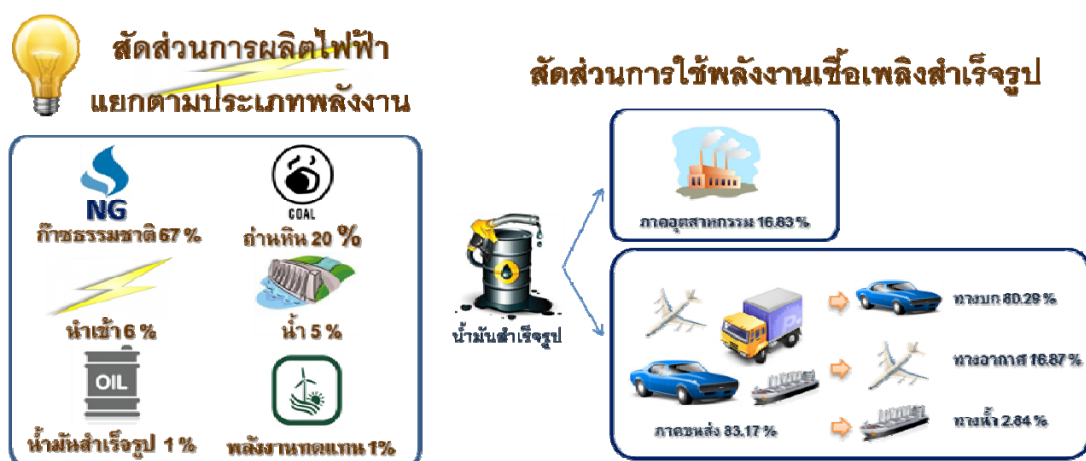 สัดส่วนการผลิตไฟฟ้า
แยกตามประเภทพลังงาน
NG
ก๊าซธรรมชาติ 67 %
COAL
ถ่านหิน 20 %
นำเข้า 6 %
น้ำ 5 %
OIL
น้ำมันสำเร็จรูป 1 %
พลังงานทดแทน 1%
สัดส่วนการใช้พลังงานเชื้อเพลิงสำเร็จรูป
น้ำมันสำเร็จรูป
ภาคอุตสาหกรรม 16.83 %
ภาคขนส่ง 83.17 %
ทางบก 80.29 %
ทางอากาศ 16.87 %
ทางน้ำ 2.84 %